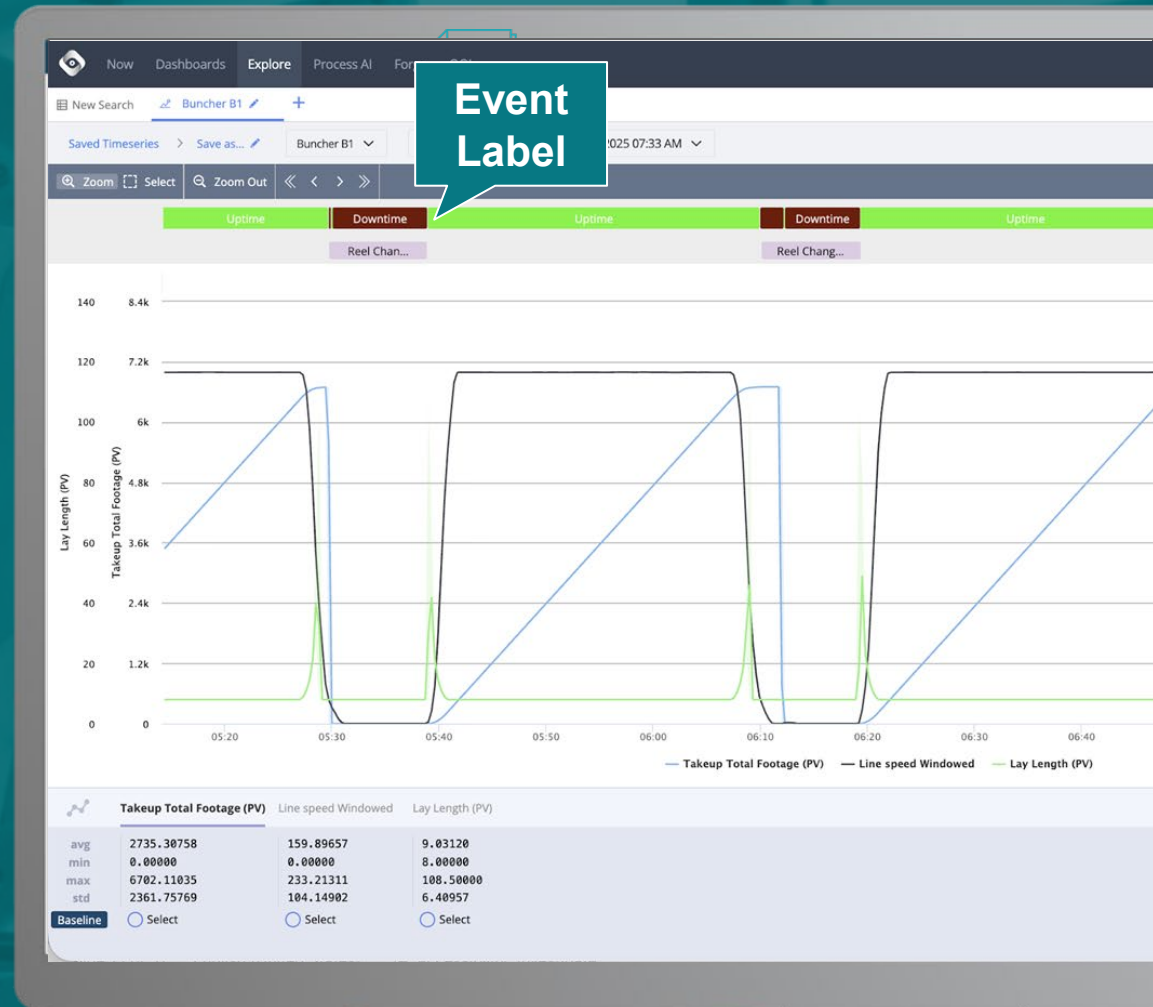 Now Dashboards Explore Process AI
Event
Label
New Search Buncher B1 +
Saved Timeseries > Save as... Buncher B1 2025 07:33 AM
Zoom Select Zoom Out
Uptime Downtime Uptime Downtime Uptime
Reel Chan... Reel Chang...
140 8.4k
120 7.2k
100 6k
80 4.8k
60 3.6k
40 2.4k
20 1.2k
0 0
Lay Length (PV)
Takeup Total Footage (PV)
05:20 05:30 05:40 05:50 06:00 06:10 06:20 06:30 06:40
Takeup Total Footage (PV) Line speed Windowed Lay Length (PV)
Takeup Total Footage (PV) Line speed Windowed Lay Length (PV)
avg 2735.30758 159.89657 9.03120
min 0.00000 0.00000 8.00000
max 6702.11035 233.21311 108.50000
std 2361.75769 104.14902 6.40957
Baseline Select Select Select